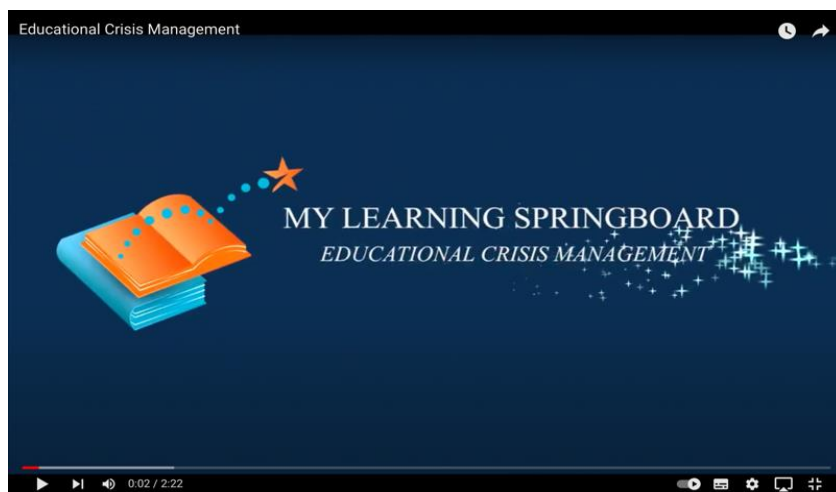 Educational Crisis Management
MY LEARNING SPRINGBOARD
EDUCATIONAL CRISIS MANAGEMENT
0:02 / 2:22